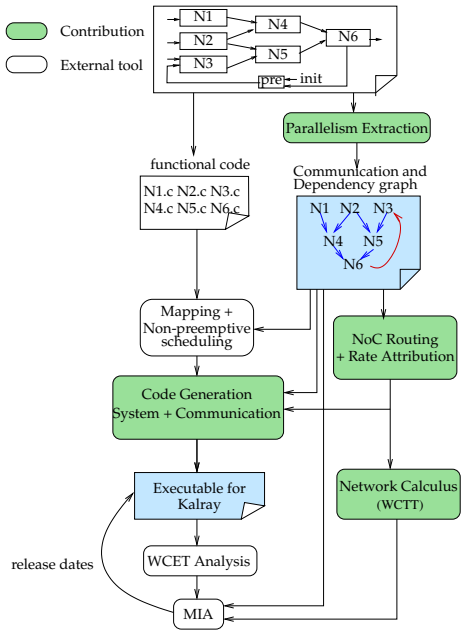 Contribution
External tool
N1
N4
N6
N2
N5
N3
pre
init
Parallelism Extraction
functional code
N1.c N2.c N3.c
N4.c N5.c N6.c
Communication and
Dependency graph
N1 N2 N3
N4 N5
N6
Mapping +
Non-preemptive
scheduling
NoC Routing
+ Rate Attribution
Code Generation
System + Communication
Executable for
Kalray
Network Calculus
(WCTT)
WCET Analysis
release dates
MIA